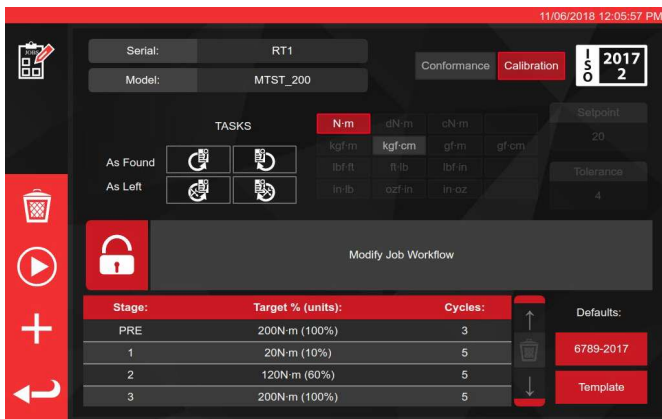 11/06/2018 12:05:57 PM
JOBS
Serial: RT1
Model: MTST_200
Conformance Calibration
ISO 2017 2
TASKS
N·m dN·m cN·m
kgf·m kgf·cm gf·m gf·cm
lbf·ft ft·lb lbf·in
in·lb ozf·in in·oz
As Found
As Left
Setpoint
20
Tolerance
4
Modify Job Workflow
Stage: Target % (units): Cycles:
PRE 200N·m (100%) 3
1 20N·m (10%) 5
2 120N·m (60%) 5
3 200N·m (100%) 5
Defaults:
6789-2017
Template